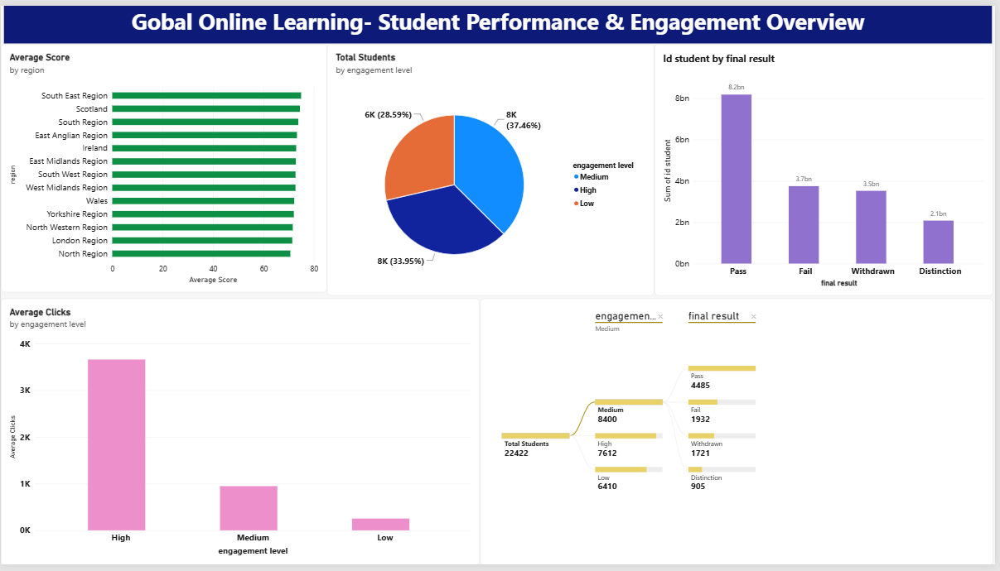 Gobal Online Learning- Student Performance & Engagement Overview
Average Score
by region
South East Region
Scotland
South Region
East Anglian Region
Ireland
East Midlands Region
South West Region
West Midlands Region
Wales
Yorkshire Region
North Western Region
London Region
North Region
region
0 20 40 60 80
Average Score
Total Students
by engagement level
6K (28.59%)
8K
(37.46%)
8K (33.95%)
engagement level
Medium
High
Low
Id student by final result
8bn
6bn
4bn
2bn
0bn
Sum of id student
8.2bn
3.7bn
3.5bn
2.1bn
Pass Fail Withdrawn Distinction
final result
Average Clicks
by engagement level
4K
3K
2K
1K
0K
Average Clicks
High Medium Low
engagement level
engagemen...
Medium
final result
Total Students
22422
Medium
8400
High
7612
Low
6410
Pass
4485
Fail
1932
Withdrawn
1721
Distinction
905